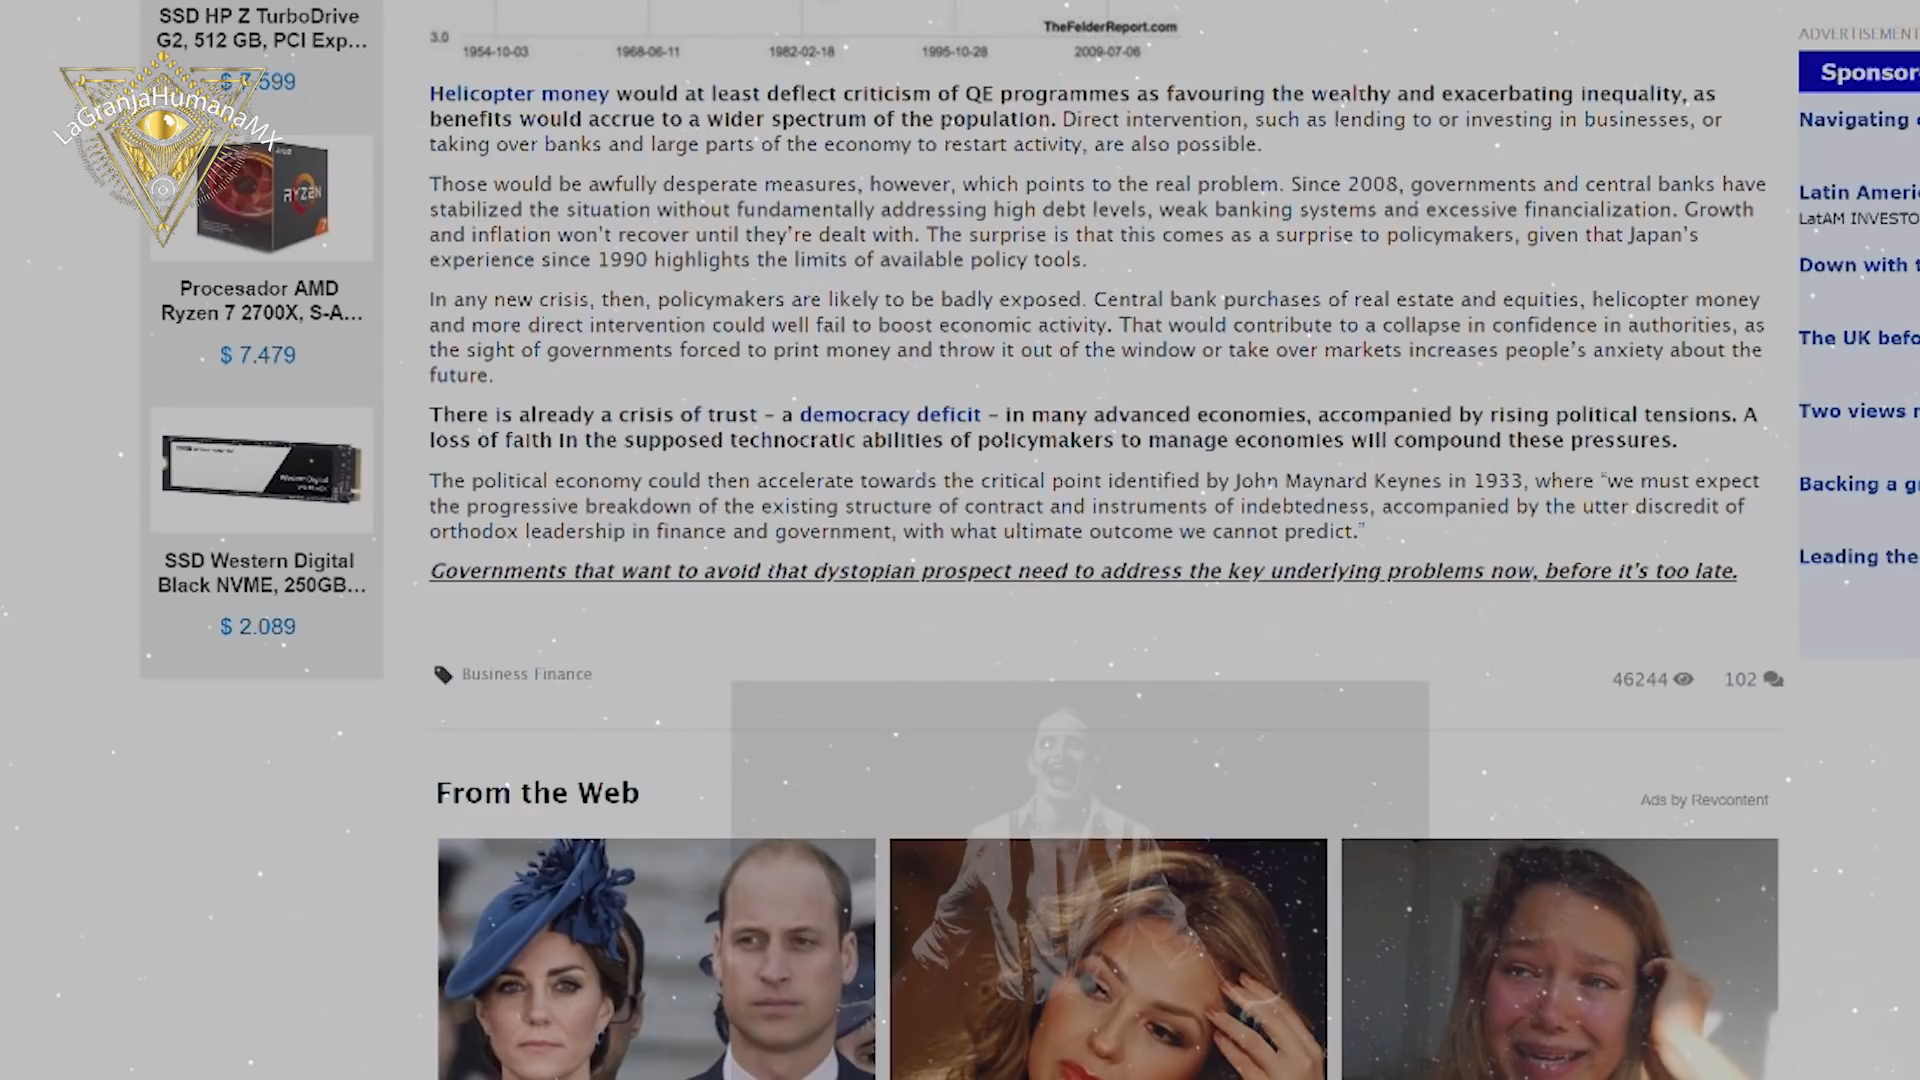 SSD HP Z TurboDrive
G2, 512 GB, PCI Exp...
$ 7.599
LaGranjaHumanaMX
RYZEN
Procesador AMD
Ryzen 7 2700X, S-A...
$ 7.479
Western Digital
SSD Western Digital
Black NVME, 250GB...
$ 2.089
TheFelderReport.com
3.0
1954-10-03 1968-06-11 1982-02-18 1995-10-28 2009-07-06
Helicopter money would at least deflect criticism of QE programmes as favouring the wealthy and exacerbating inequality, as
benefits would accrue to a wider spectrum of the population. Direct intervention, such as lending to or investing in businesses, or
taking over banks and large parts of the economy to restart activity, are also possible.
Those would be awfully desperate measures, however, which points to the real problem. Since 2008, governments and central banks have
stabilized the situation without fundamentally addressing high debt levels, weak banking systems and excessive financialization. Growth
and inflation won't recover until they're dealt with. The surprise is that this comes as a surprise to policymakers, given that Japan's
experience since 1990 highlights the limits of available policy tools.
In any new crisis, then, policymakers are likely to be badly exposed. Central bank purchases of real estate and equities, helicopter money
and more direct intervention could well fail to boost economic activity. That would contribute to a collapse in confidence in authorities, as
the sight of governments forced to print money and throw it out of the window or take over markets increases people's anxiety about the
future.
There is already a crisis of trust – a democracy deficit – in many advanced economies, accompanied by rising political tensions. A
loss of faith in the supposed technocratic abilities of policymakers to manage economies will compound these pressures.
The political economy could then accelerate towards the critical point identified by John Maynard Keynes in 1933, where “we must expect
the progressive breakdown of the existing structure of contract and instruments of indebtedness, accompanied by the utter discredit of
orthodox leadership in finance and government, with what ultimate outcome we cannot predict.”
Governments that want to avoid that dystopian prospect need to address the key underlying problems now, before it's too late.
Business Finance
46244 102
From the Web
Ads by Revcontent
ADVERTISEMENT
Sponsor
Navigating
Latin Ameri
LatAM INVESTO
Down with t
The UK befo
Two views
Backing a g
Leading the